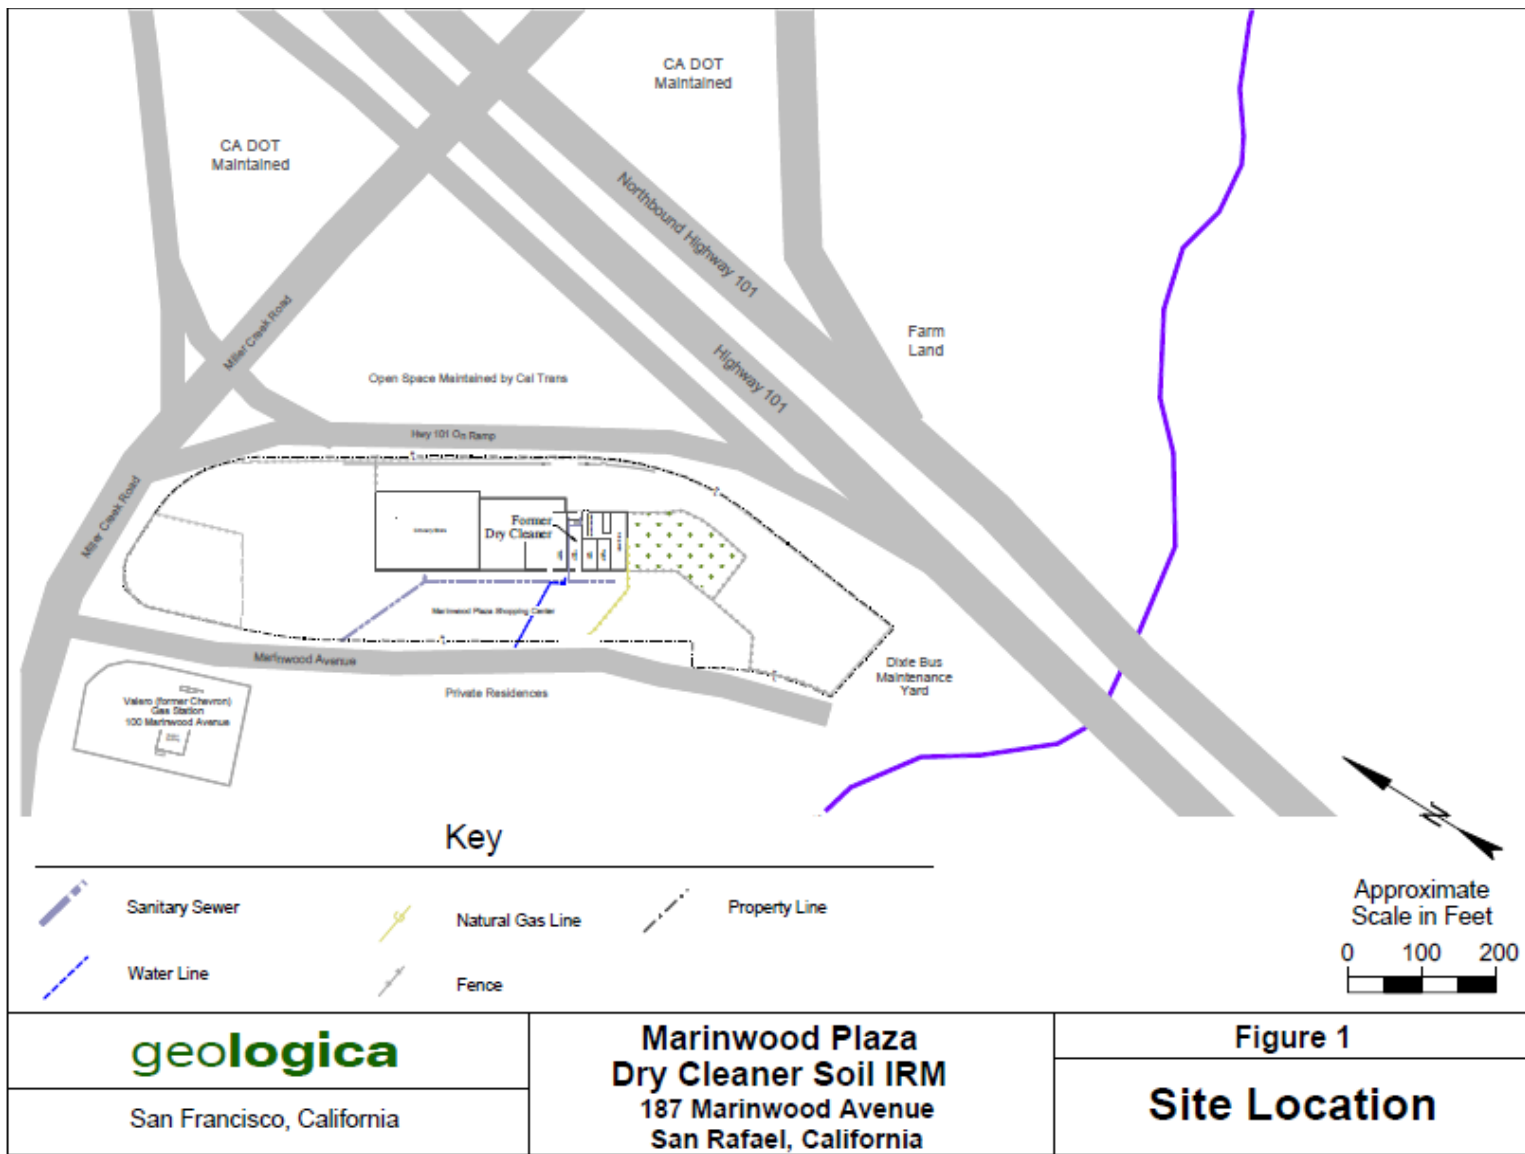 CA DOT
Maintained
CA DOT
Maintained
Northbound Highway 101
Highway 101
Farm
Land
Miller Creek Road
Open Space Maintained by Cal Trans
Hwy 101 On Ramp
Miller Creek Road
Former
Dry Cleaner
Marinwood Plaza Shopping Center
Marinwood Avenue
Private Residences
Dixie Bus
Maintenance
Yard
Valero (former Chevron)
Gas Station
100 Marinwood Avenue
N
Key
Sanitary Sewer
Natural Gas Line
Property Line
Water Line
Fence
Approximate
Scale in Feet
0 100 200
geologica
San Francisco, California
Marinwood Plaza
Dry Cleaner Soil IRM
187 Marinwood Avenue
San Rafael, California
Figure 1
Site Location